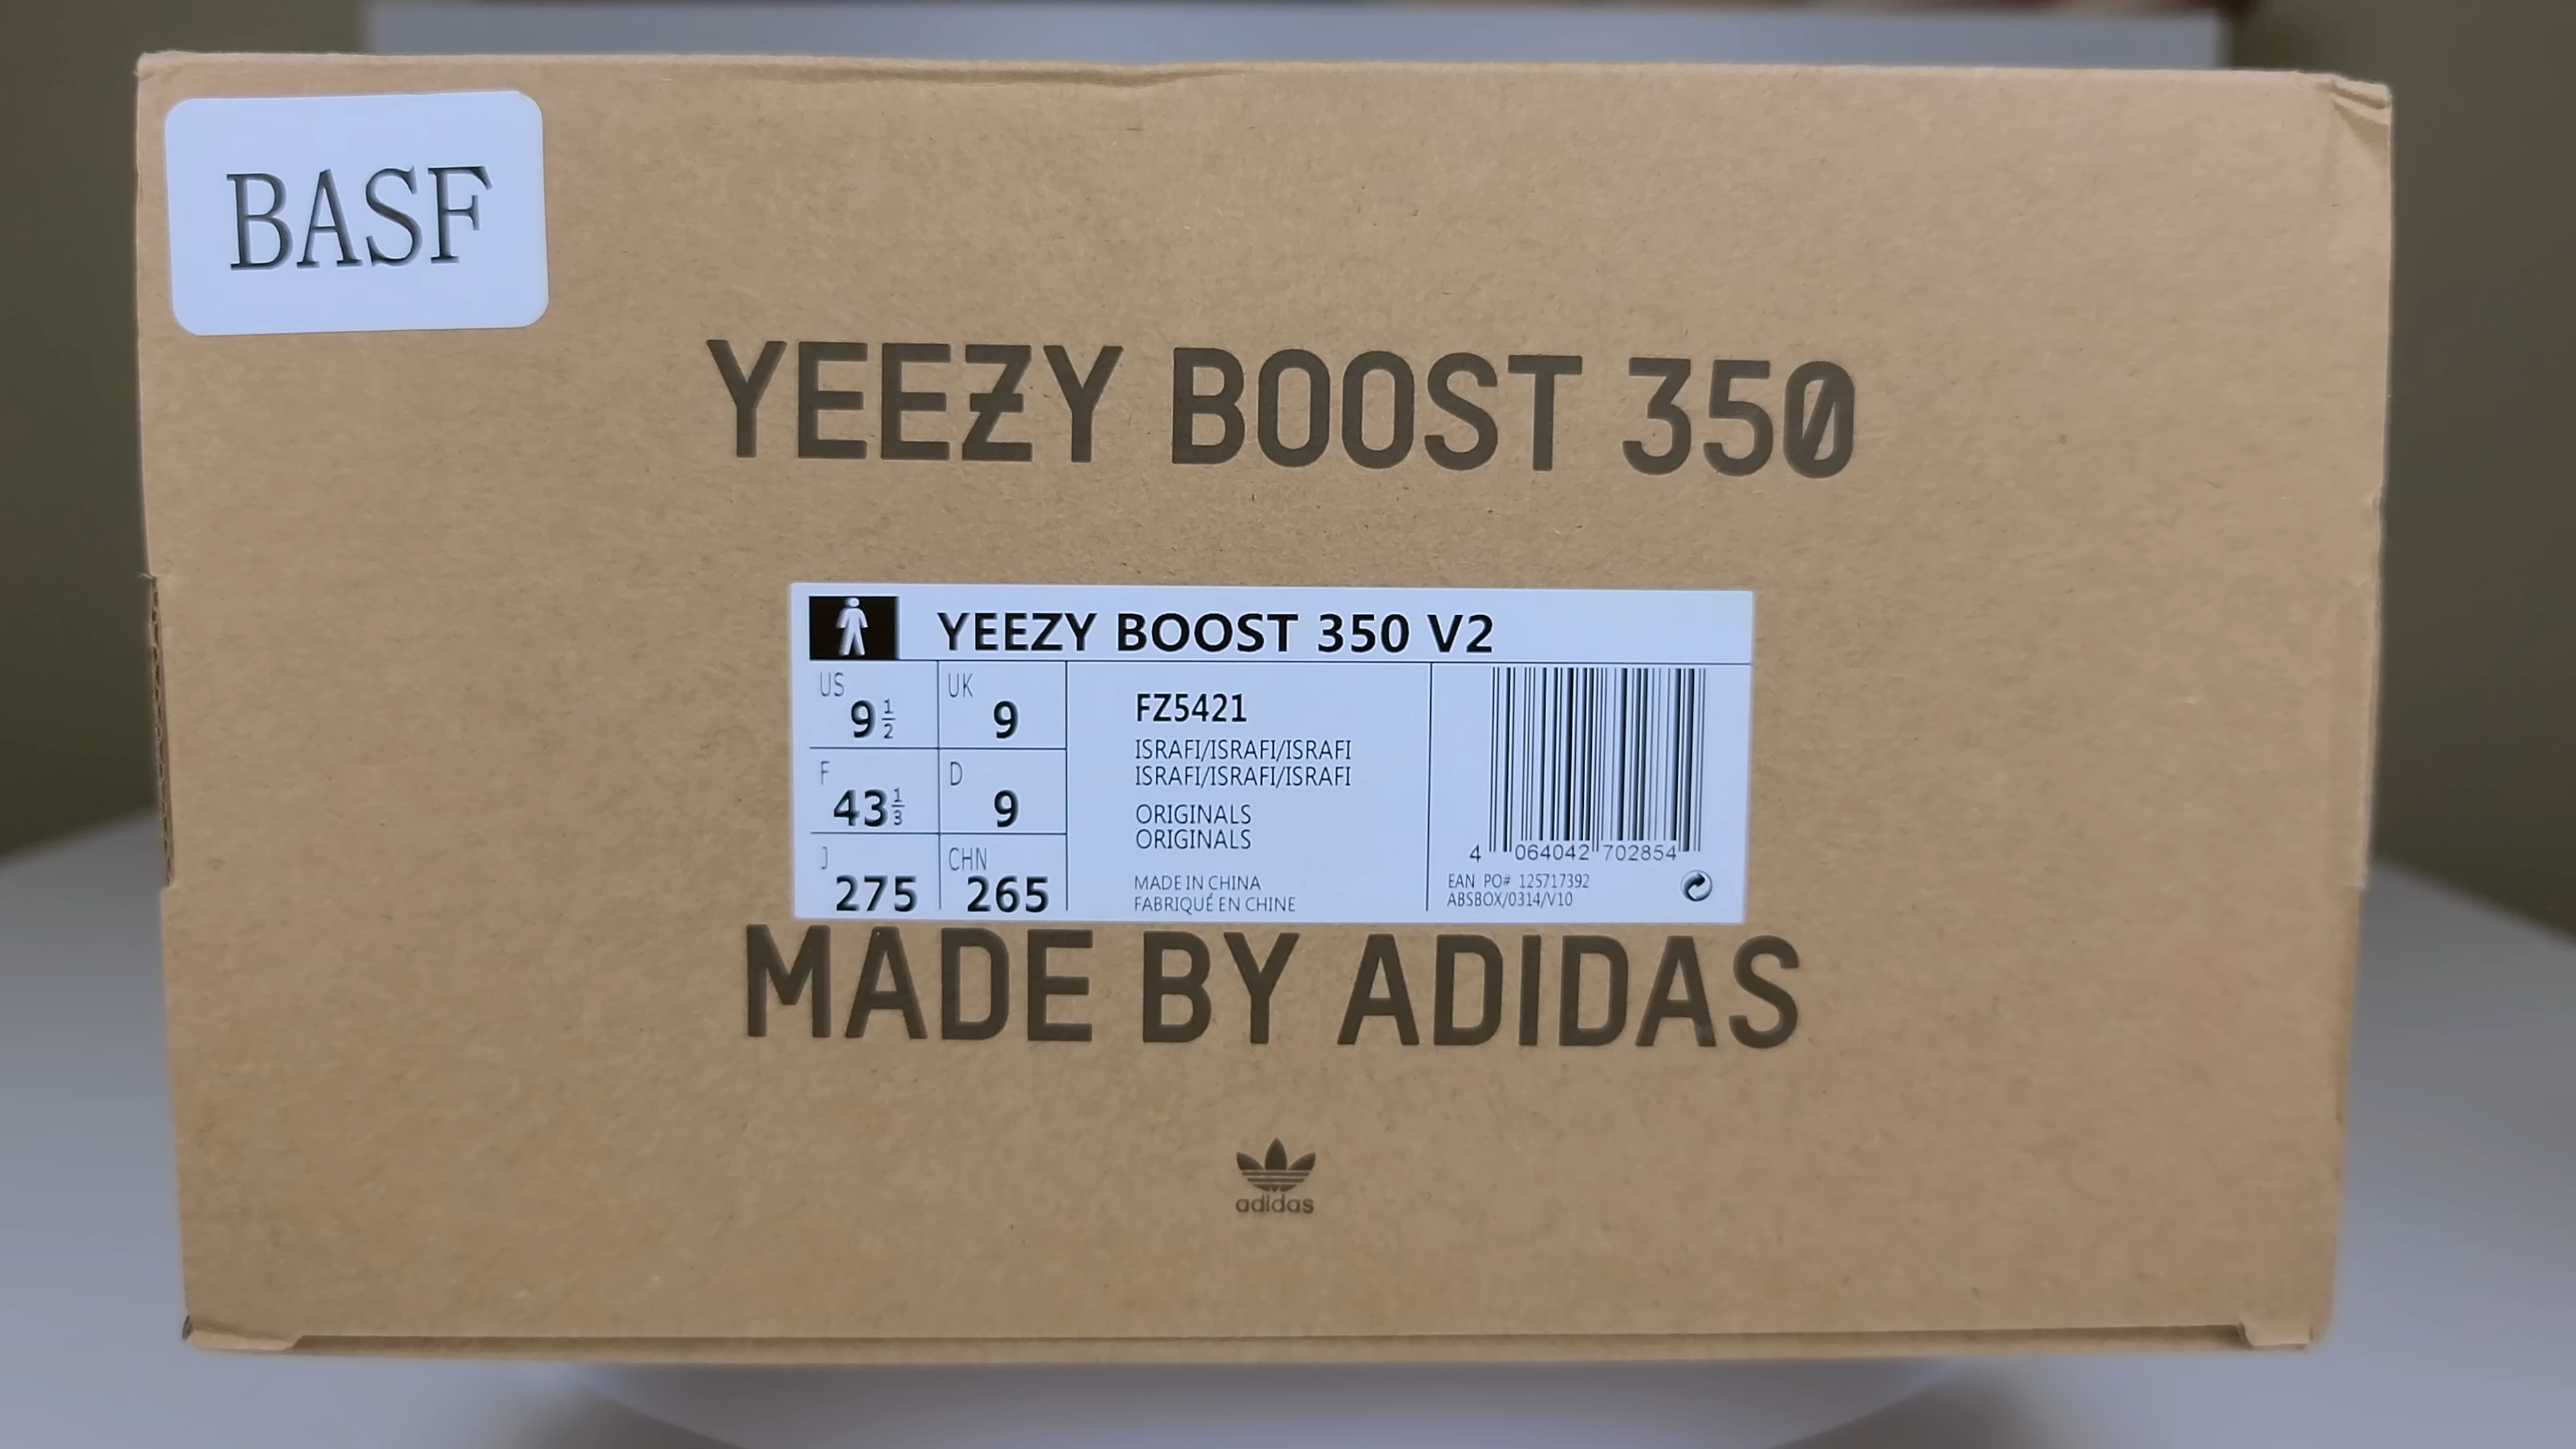 BASF
YEEZY BOOST 350
YEEZY BOOST 350 V2
US 9 1/2
UK 9
F 43 1/3
D 9
J 275
CHN 265
FZ5421
ISRAFI/ISRAFI/ISRAFI
ISRAFI/ISRAFI/ISRAFI
ORIGINALS
ORIGINALS
MADE IN CHINA
FABRIQUÉ EN CHINE
4 064042 702854
EAN PO# 125717392
ABSBOX/0314/V10
MADE BY ADIDAS
adidas